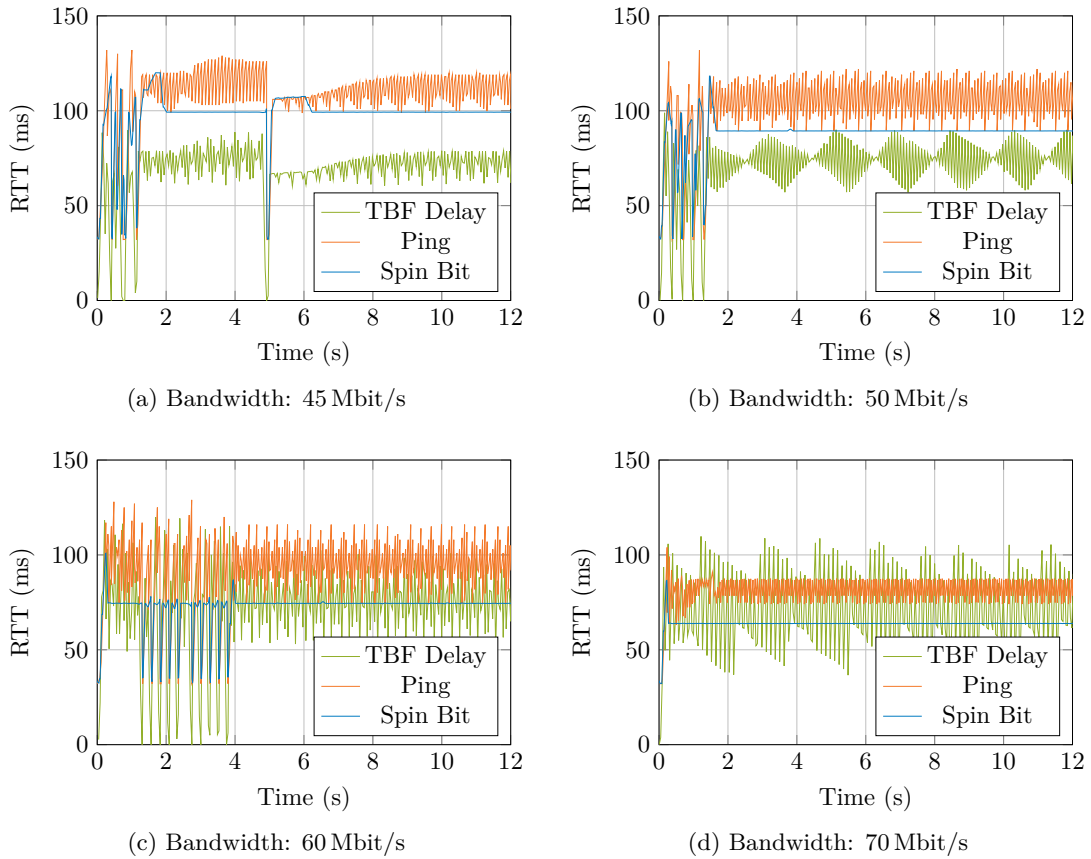 150
100
50
0
RTT (ms)
TBF Delay
Ping
Spin Bit
0 2 4 6 8 10 12
Time (s)
(a) Bandwidth: 45 Mbit/s
150
100
50
0
RTT (ms)
TBF Delay
Ping
Spin Bit
0 2 4 6 8 10 12
Time (s)
(b) Bandwidth: 50 Mbit/s
150
100
50
0
RTT (ms)
TBF Delay
Ping
Spin Bit
0 2 4 6 8 10 12
Time (s)
(c) Bandwidth: 60 Mbit/s
150
100
50
0
RTT (ms)
TBF Delay
Ping
Spin Bit
0 2 4 6 8 10 12
Time (s)
(d) Bandwidth: 70 Mbit/s